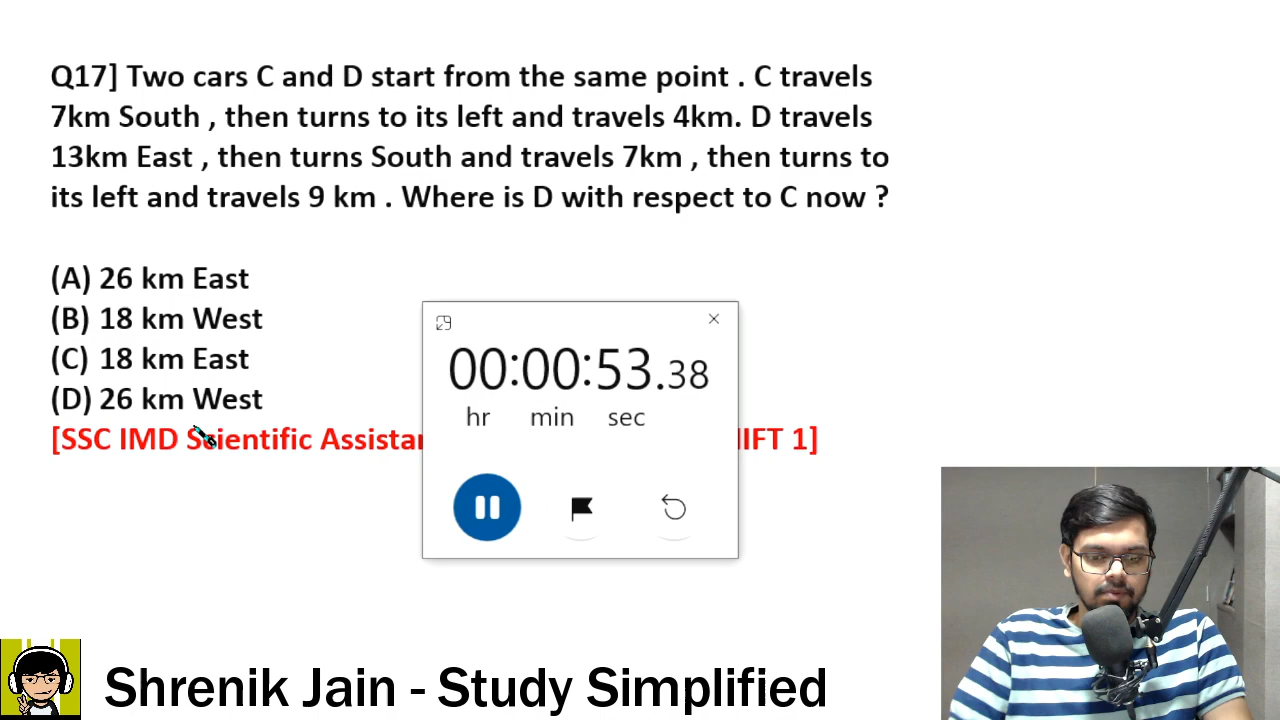 Q17] Two cars C and D start from the same point . C travels
7km South , then turns to its left and travels 4km. D travels
13km East , then turns South and travels 7km , then turns to
its left and travels 9 km . Where is D with respect to C now ?
(A) 26 km East
(B) 18 km West
(C) 18 km East
(D) 26 km West
[SSC IMD Scientific Assistan IFT 1]
00:00:53.38
hr min sec
Shrenik Jain - Study Simplified